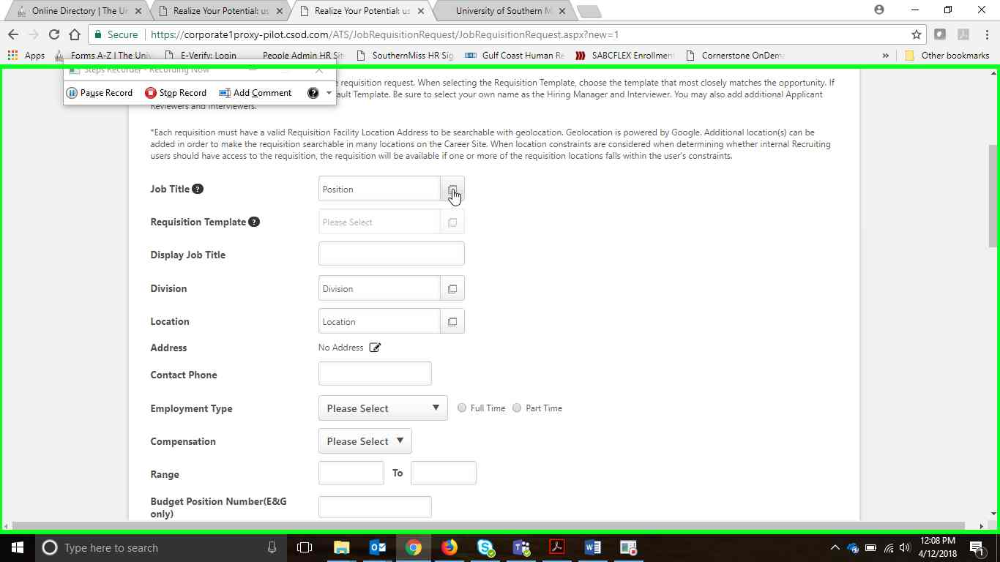 Online Directory | The Ur
Realize Your Potential: us
Realize Your Potential: us
University of Southern M
Secure
https://corporate1proxy-pilot.csod.com/ATS/JobRequisitionRequest/JobRequisitionRequest.aspx?new=1
Apps
Forms A-Z | The Univ
E-Verify: Login
People Admin HR Sit
SouthernMiss HR Sig
Gulf Coast Human Re
SABCFLEX Enrollment
Cornerstone OnDema
»
Other bookmarks
Steps Recorder - Recording Now
Pause Record
Stop Record
Add Comment
requisition request. When selecting the Requisition Template, choose the template that most closely matches the opportunity. If
ault Template. Be sure to select your own name as the Hiring Manager and Interviewer. You may also add additional Applicant
Reviewers and Interviewers.
*Each requisition must have a valid Requisition Facility Location Address to be searchable with geolocation. Geolocation is powered by Google. Additional location(s) can be
added in order to make the requisition searchable in many locations on the Career Site. When location constraints are considered when determining whether internal Recruiting
users should have access to the requisition, the requisition will be available if one or more of the requisition locations falls within the user's constraints.
Job Title ?
Position
Requisition Template ?
Please Select
Display Job Title
Division
Division
Location
Location
Address
No Address
Contact Phone
Employment Type
Please Select
Full Time
Part Time
Compensation
Please Select
Range
To
Budget Position Number(E&G
only)
Type here to search
12:08 PM
4/12/2018
1